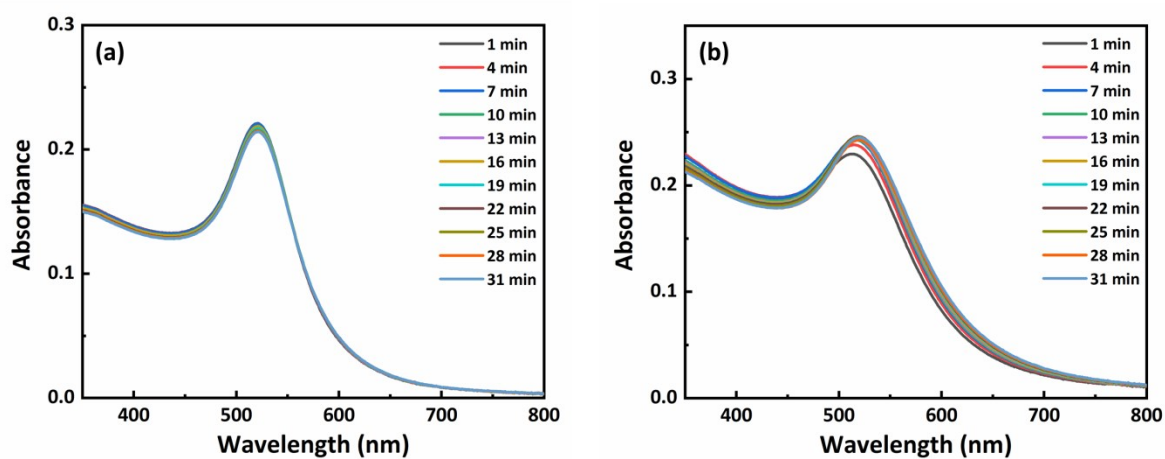 (a)
0.3
0.2
0.1
0.0
Absorbance
400
500
600
700
800
Wavelength (nm)
1 min
4 min
7 min
10 min
13 min
16 min
19 min
22 min
25 min
28 min
31 min
(b)
0.3
0.2
0.1
0.0
Absorbance
400
500
600
700
800
Wavelength (nm)
1 min
4 min
7 min
10 min
13 min
16 min
19 min
22 min
25 min
28 min
31 min